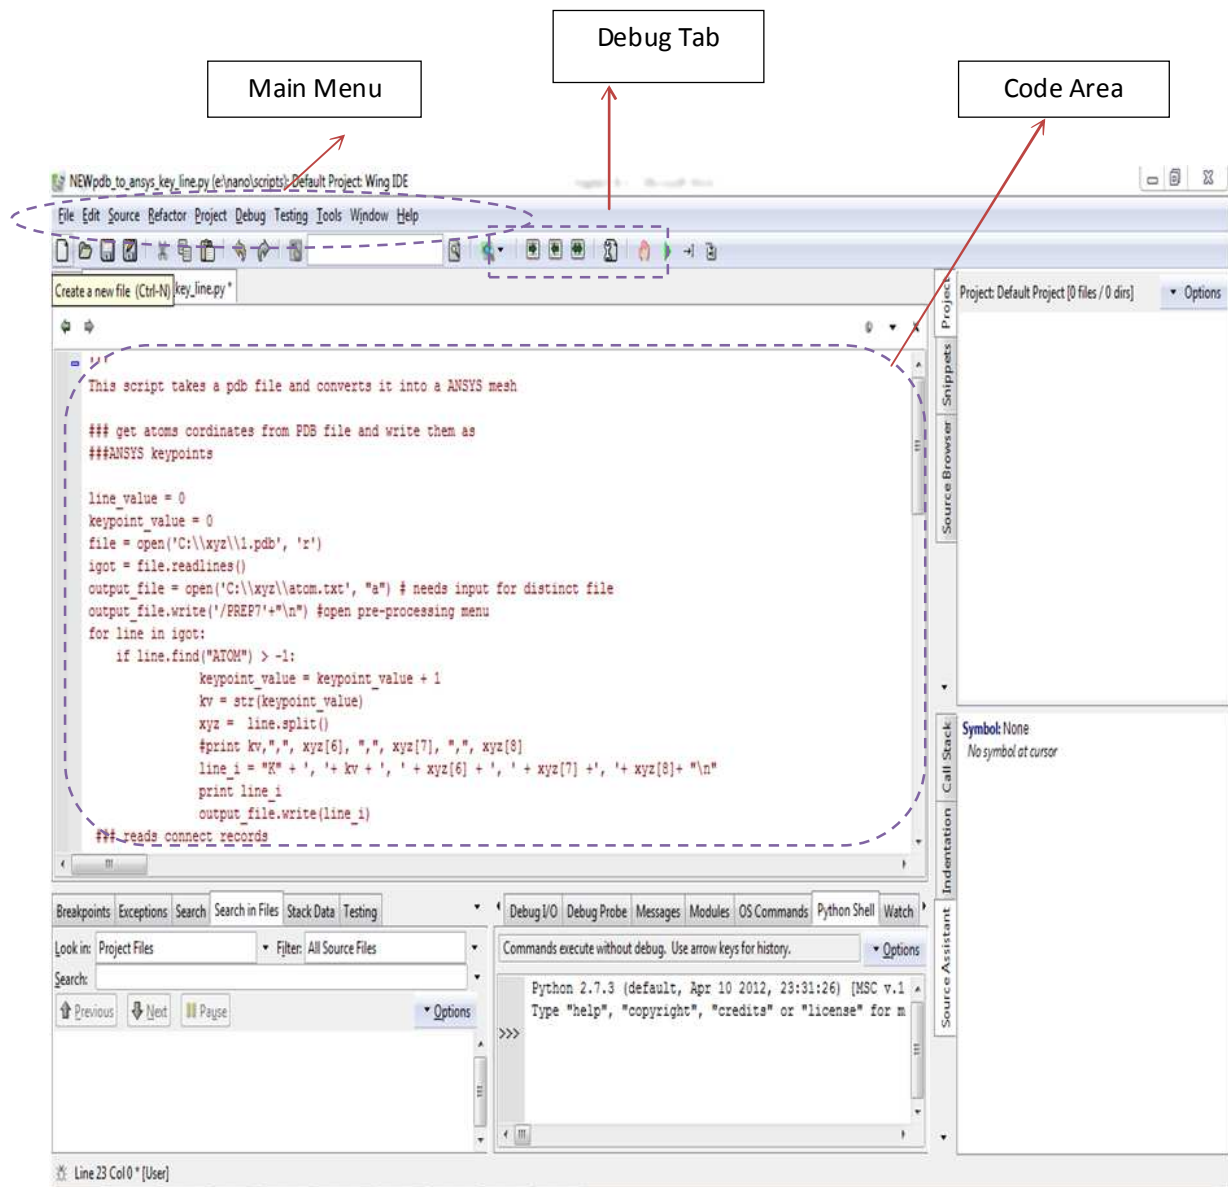 Debug Tab
Main Menu
Code Area
NEWpdb_to_ansys_key_line.py (e:\nano\scripts): Default Project: Wing IDE
File Edit Source Refactor Project Debug Testing Tools Window Help
Create a new file (Ctrl-N) key_line.py *
Project: Default Project [0 files / 0 dirs] Options
Project
Snippets
Source Browser
'''
This script takes a pdb file and converts it into a ANSYS mesh
### get atoms cordinates from PDB file and write them as
###ANSYS keypoints
line_value = 0
keypoint_value = 0
file = open('C:\\xyz\\1.pdb', 'r')
igot = file.readlines()
output_file = open('C:\\xyz\\atom.txt', "a") # needs input for distinct file
output_file.write('/PREP7'+"\n") #open pre-processing menu
for line in igot:
if line.find("ATOM") > -1:
keypoint_value = keypoint_value + 1
kv = str(keypoint_value)
xyz = line.split()
#print kv,",", xyz[6], ",", xyz[7], ",", xyz[8]
line_i = "K" + ', '+ kv + ', ' + xyz[6] + ', ' + xyz[7] +', '+ xyz[8]+ "\n"
print line_i
output_file.write(line_i)
### reads connect records
Call Stack
Indentation
Source Assistant
Symbol: None
No symbol at cursor
Breakpoints Exceptions Search Search in Files Stack Data Testing
Look in: Project Files Filter: All Source Files
Search:
Previous Next Pause Options
Debug I/O Debug Probe Messages Modules OS Commands Python Shell Watch
Commands execute without debug. Use arrow keys for history. Options
Python 2.7.3 (default, Apr 10 2012, 23:31:26) [MSC v.1
Type "help", "copyright", "credits" or "license" for m
>>>
Line 23 Col 0 * [User]